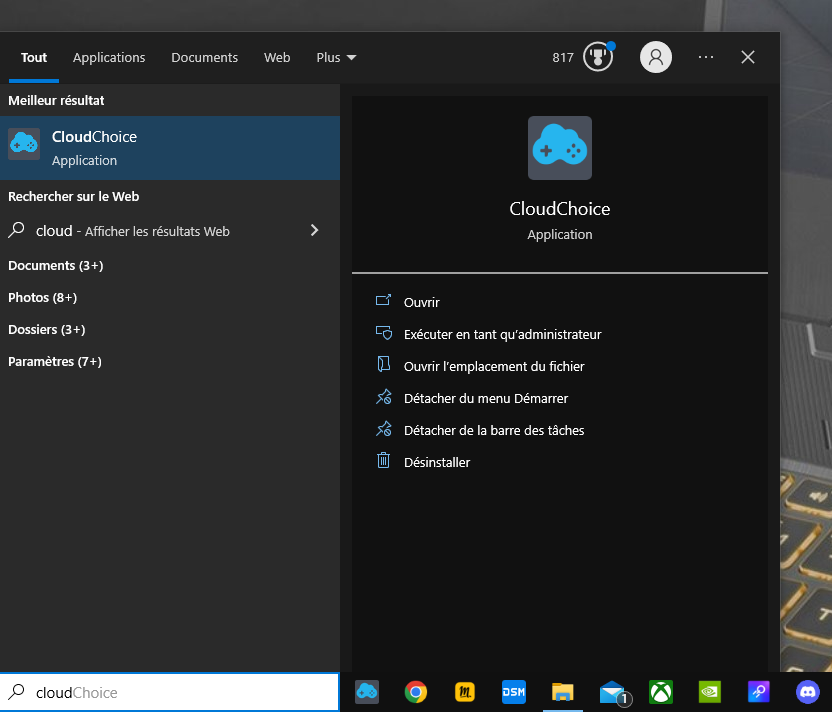 Tout Applications Documents Web Plus 817
Meilleur résultat
CloudChoice
Application
Rechercher sur le Web
cloud - Afficher les résultats Web
Documents (3+)
Photos (8+)
Dossiers (3+)
Paramètres (7+)
CloudChoice
Application
Ouvrir
Exécuter en tant qu'administrateur
Ouvrir l'emplacement du fichier
Détacher du menu Démarrer
Détacher de la barre des tâches
Désinstaller
cloudChoice
m.
DSM
1